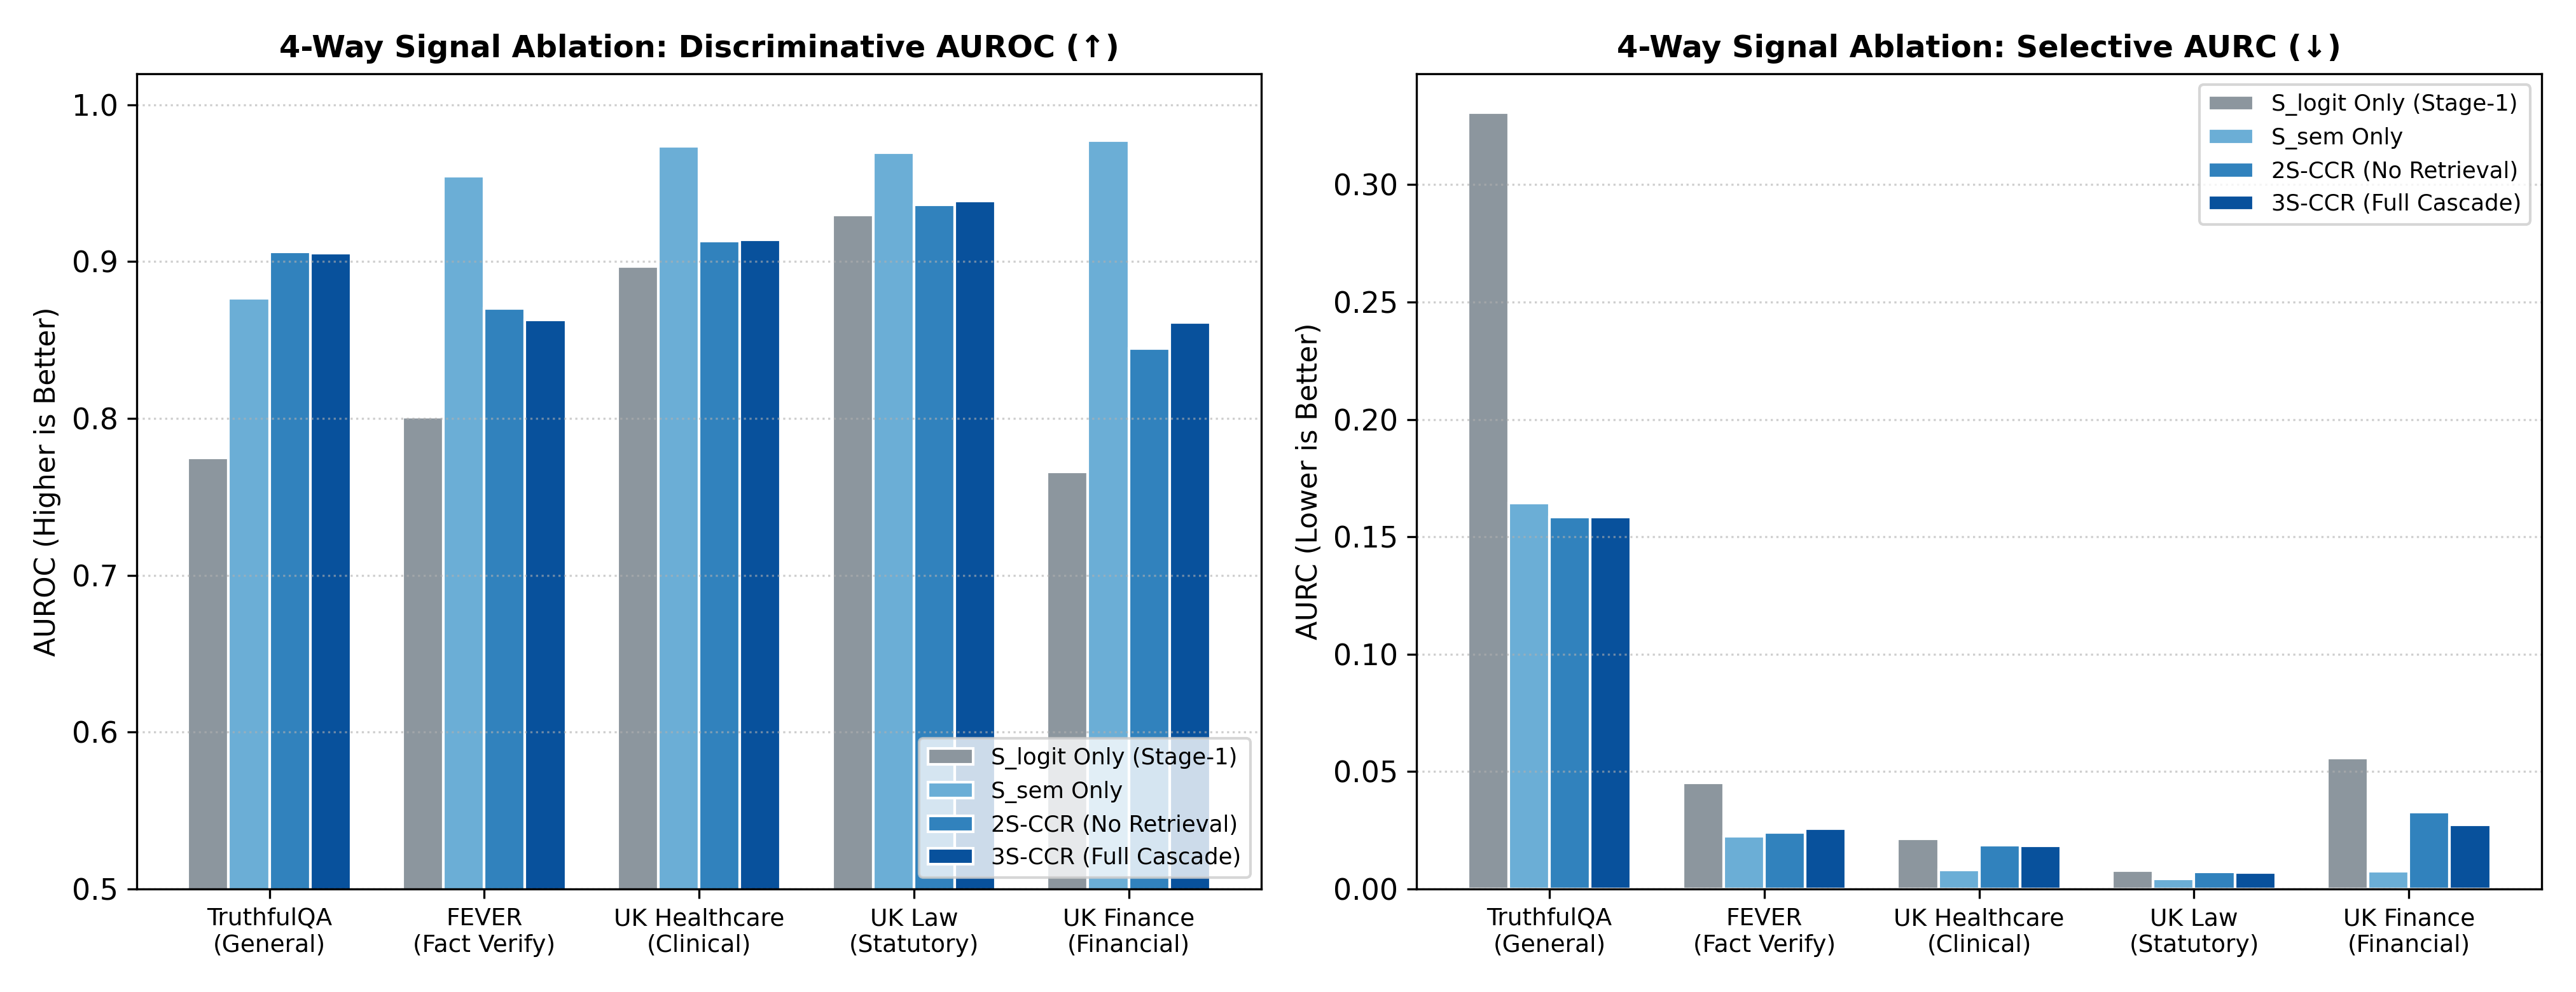 4-Way Signal Ablation: Discriminative AUROC (↑)
AUROC (Higher is Better)
1.0
0.9
0.8
0.7
0.6
0.5
S_logit Only (Stage-1)
S_sem Only
2S-CCR (No Retrieval)
3S-CCR (Full Cascade)
TruthfulQA
(General)
FEVER
(Fact Verify)
UK Healthcare
(Clinical)
UK Law
(Statutory)
UK Finance
(Financial)
4-Way Signal Ablation: Selective AURC (↓)
AURC (Lower is Better)
0.30
0.25
0.20
0.15
0.10
0.05
0.00
S_logit Only (Stage-1)
S_sem Only
2S-CCR (No Retrieval)
3S-CCR (Full Cascade)
TruthfulQA
(General)
FEVER
(Fact Verify)
UK Healthcare
(Clinical)
UK Law
(Statutory)
UK Finance
(Financial)